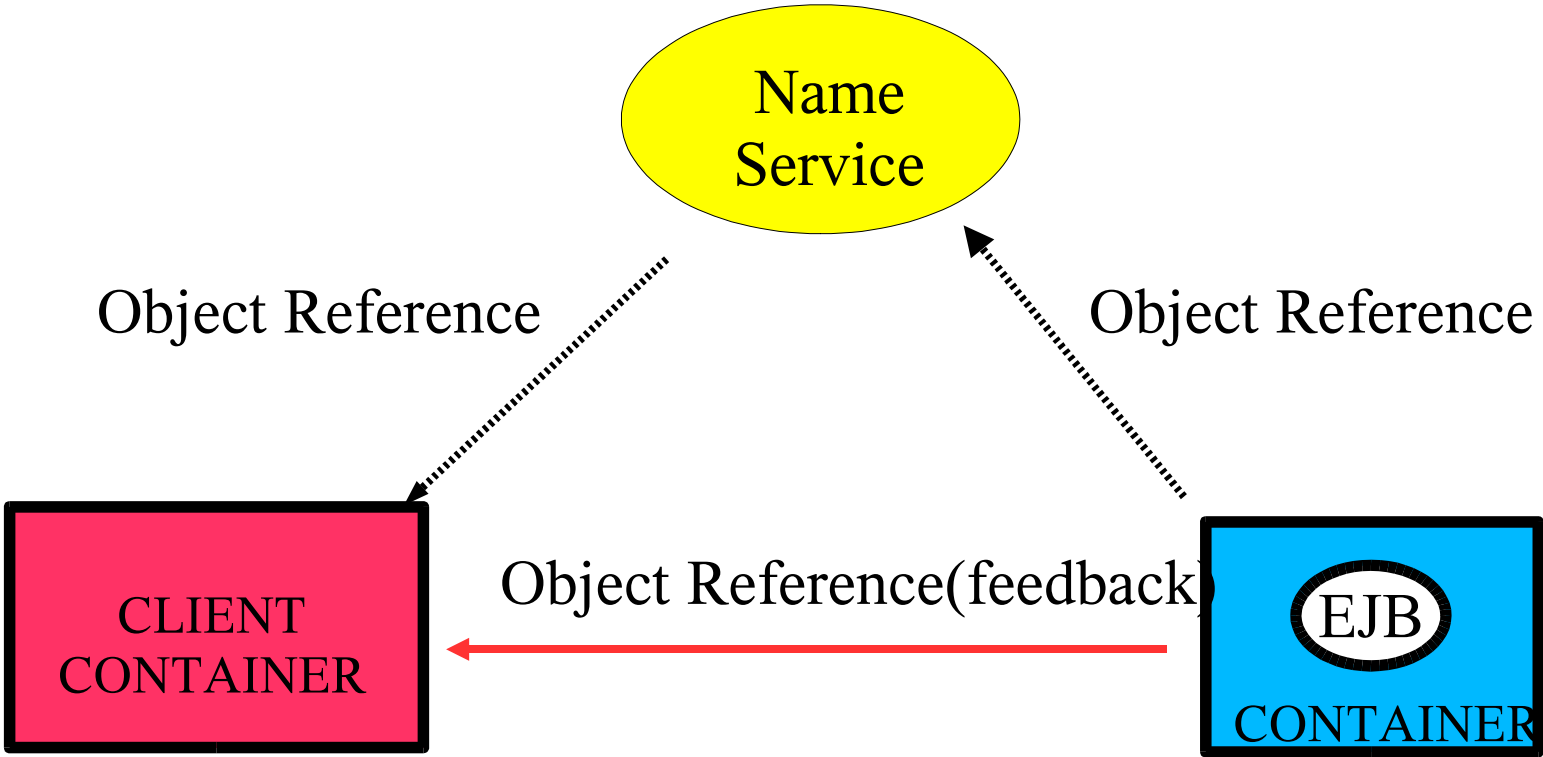 Name
Service
Object Reference
Object Reference
Object Reference(feedback)
CLIENT
CONTAINER
EJB
CONTAINER